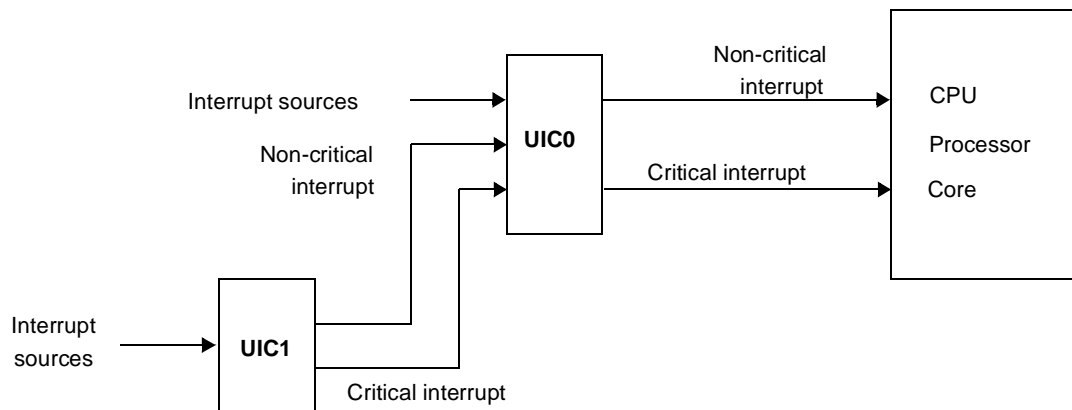 Non-critical
interrupt
CPU
Processor
Core
Interrupt sources
UIC0
Non-critical
interrupt
Critical interrupt
Interrupt
sources
UIC1
Critical interrupt